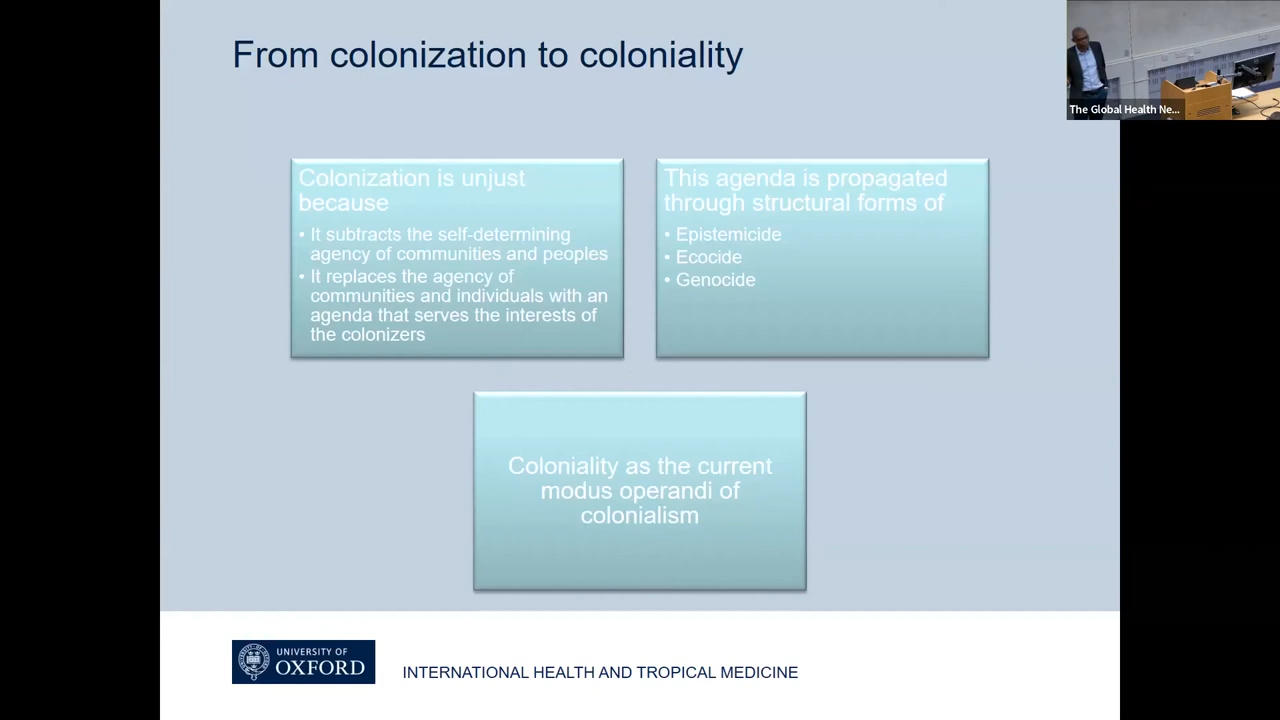 From colonization to coloniality
The Global Health Ne...
Colonization is unjust
because
• It subtracts the self-determining
agency of communities and peoples
• It replaces the agency of
communities and individuals with an
agenda that serves the interests of
the colonizers
This agenda is propagated
through structural forms of
• Epistemicide
• Ecocide
• Genocide
Coloniality as the current
modus operandi of
colonialism
UNIVERSITY OF
OXFORD
INTERNATIONAL HEALTH AND TROPICAL MEDICINE